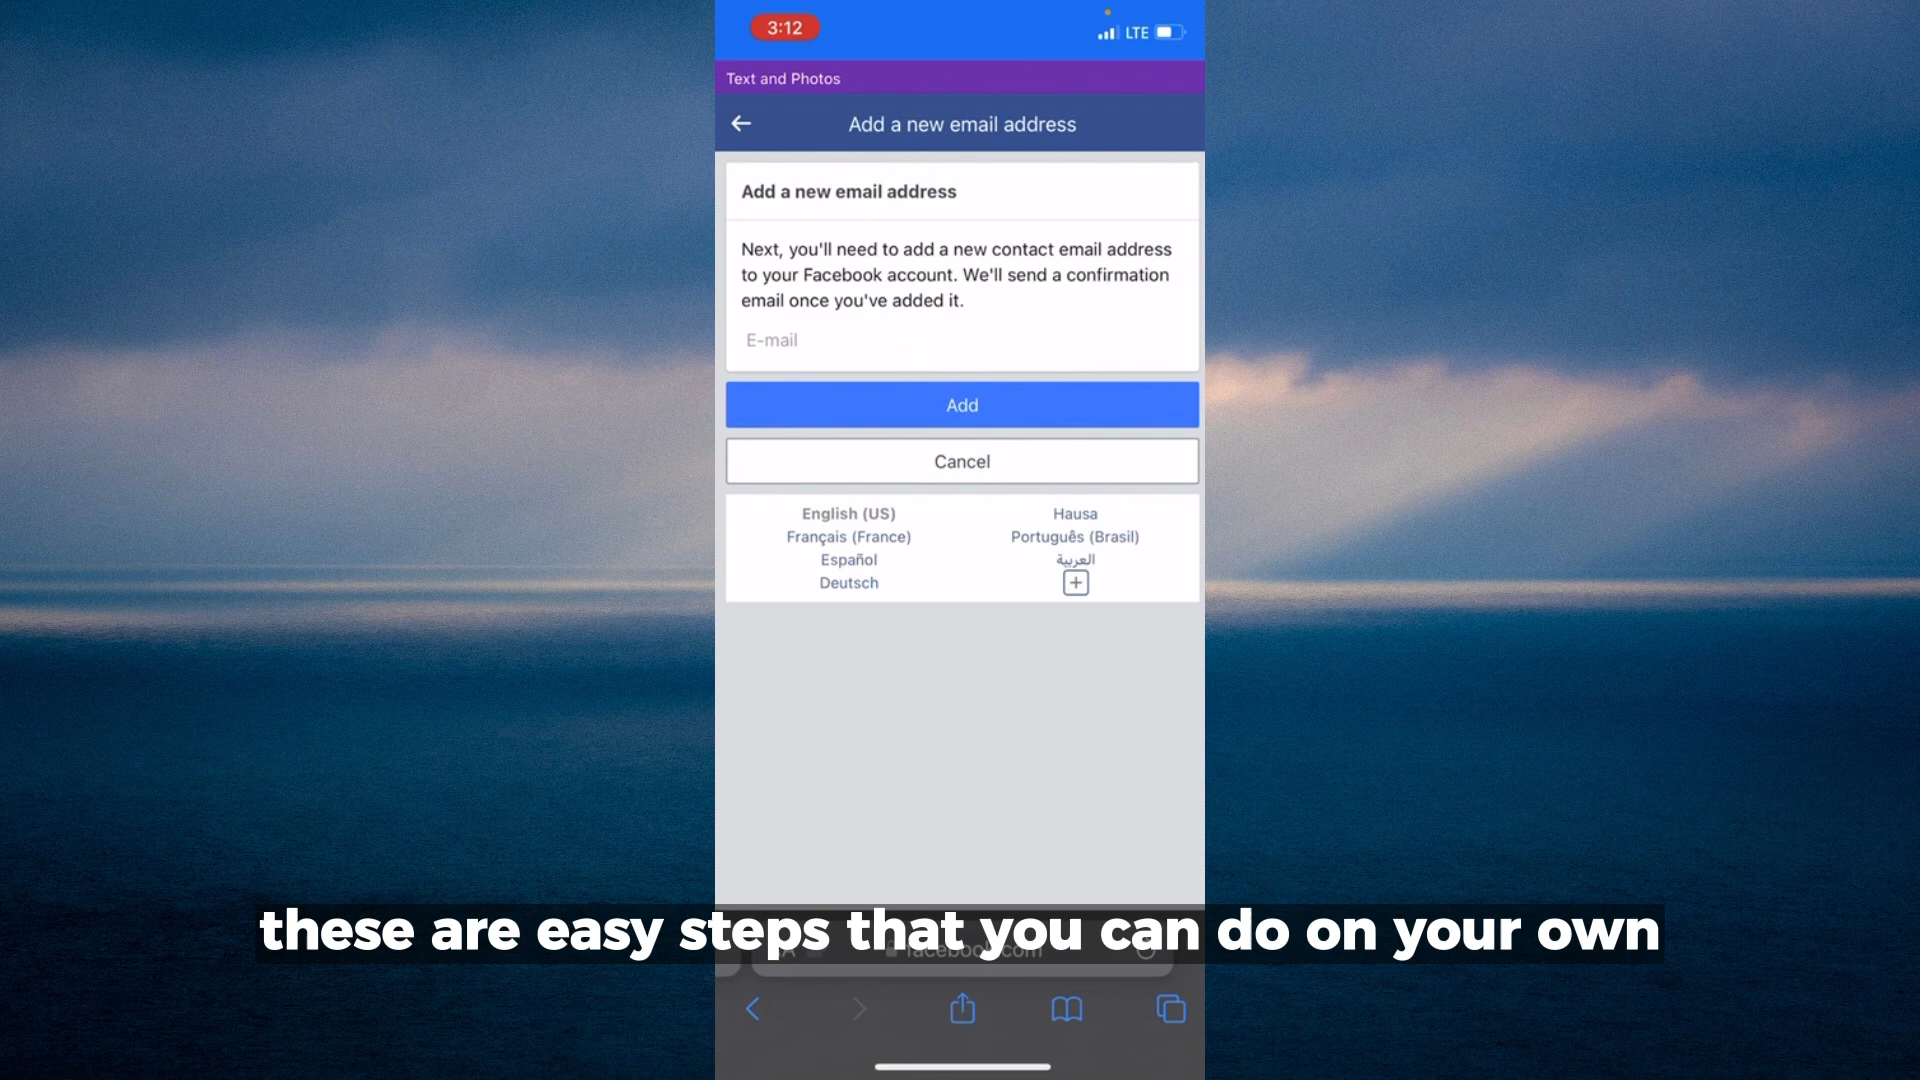 3:12
LTE
Text and Photos
Add a new email address
Add a new email address
Next, you'll need to add a new contact email address
to your Facebook account. We'll send a confirmation
email once you've added it.
E-mail
Add
Cancel
English (US)
Hausa
Français (France)
Português (Brasil)
Español
العربية
Deutsch
these are easy steps that you can do on your own
facebook.com